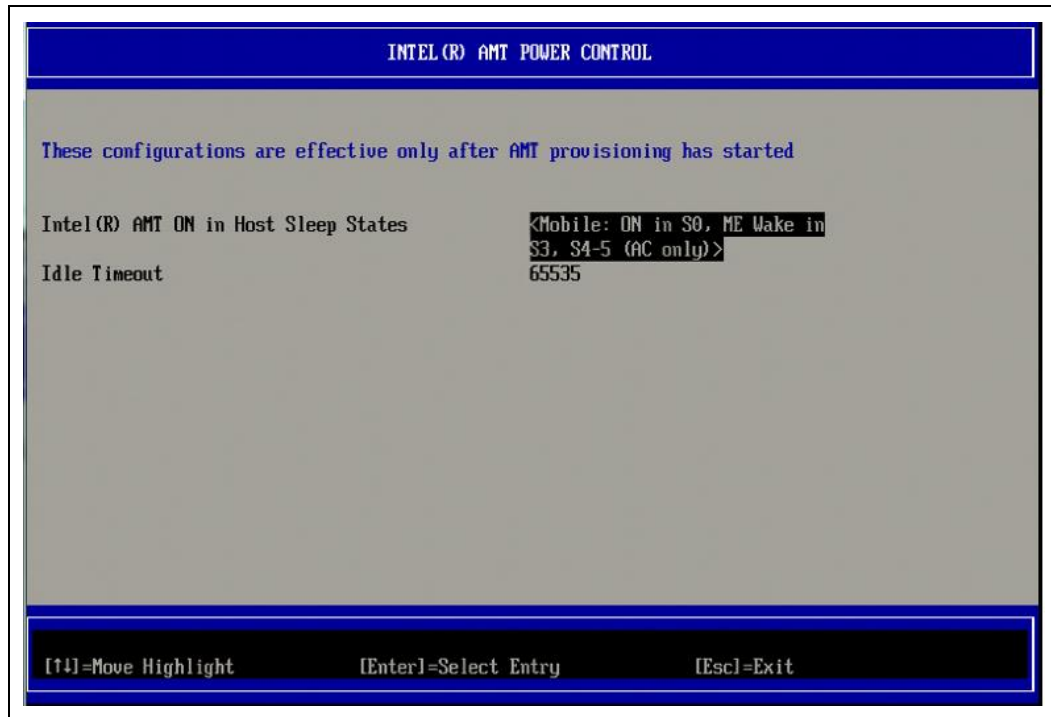 INTEL(R) AMT POWER CONTROL
These configurations are effective only after AMT provisioning has started
Intel(R) AMT ON in Host Sleep States <Mobile: ON in S0, ME Wake in
S3, S4-5 (AC only)>
Idle Timeout 65535
[↑↓]=Move Highlight [Enter]=Select Entry [Esc]=Exit